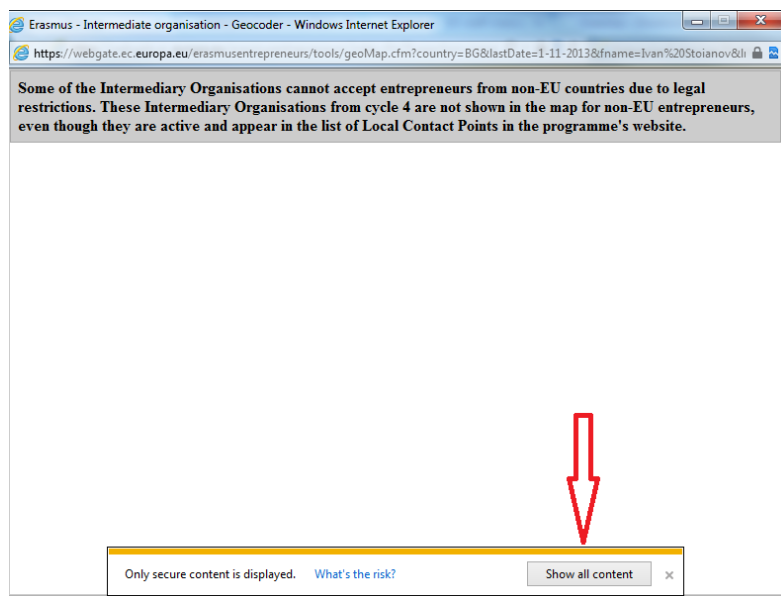 Erasmus - Intermediate organisation - Geocoder - Windows Internet Explorer
https://webgate.ec.europa.eu/erasmusentrepreneurs/tools/geoMap.cfm?country=BG&lastDate=1-11-2013&fname=Ivan%20Stoianov&l
Some of the Intermediary Organisations cannot accept entrepreneurs from non-EU countries due to legal
restrictions. These Intermediary Organisations from cycle 4 are not shown in the map for non-EU entrepreneurs,
even though they are active and appear in the list of Local Contact Points in the programme's website.
Only secure content is displayed. What's the risk? Show all content